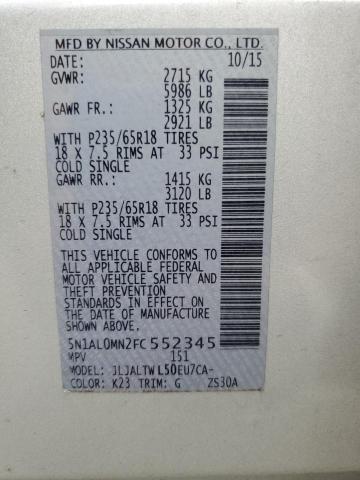 MFD BY NISSAN MOTOR CO., LTD.
DATE: 10/15
GVWR: 2715 KG
5986 LB
GAWR FR.: 1325 KG
2921 LB
WITH P235/65R18 TIRES
18 X 7.5 RIMS AT 33 PSI
COLD SINGLE
GAWR RR.: 1415 KG
3120 LB
WITH P235/65R18 TIRES
18 X 7.5 RIMS AT 33 PSI
COLD SINGLE
THIS VEHICLE CONFORMS TO
ALL APPLICABLE FEDERAL
MOTOR VEHICLE SAFETY AND
THEFT PREVENTION
STANDARDS IN EFFECT ON
THE DATE OF MANUFACTURE
SHOWN ABOVE.
5N1AL0MN2FC552345
MPV 151
MODEL: JLJALTWL50EU7CA-
COLOR: K23 TRIM: G ZS30A